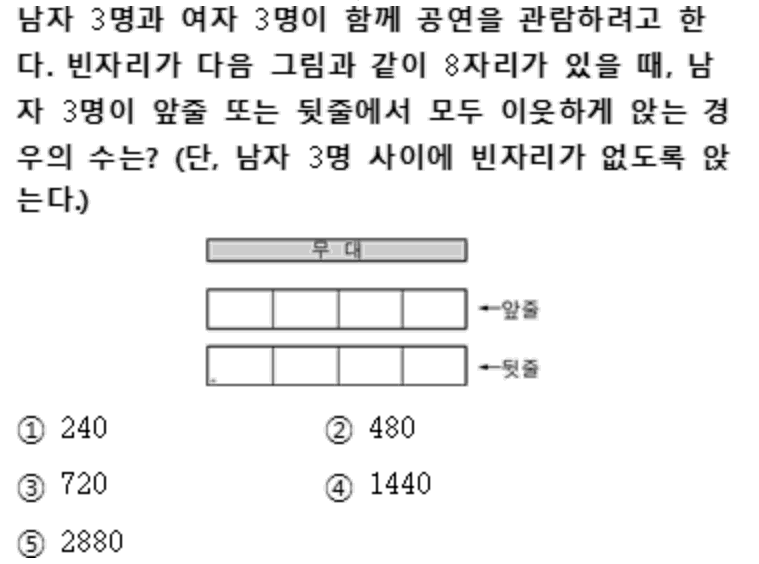 남자 3명과 여자 3명이 함께 공연을 관람하려고 한
다. 빈자리가 다음 그림과 같이 8자리가 있을 때, 남
자 3명이 앞줄 또는 뒷줄에서 모두 이웃하게 앉는 경
우의 수는? (단, 남자 3명 사이에 빈자리가 없도록 앉
는다.)
무 대
←앞줄
←뒷줄
① 240 ② 480
③ 720 ④ 1440
⑤ 2880